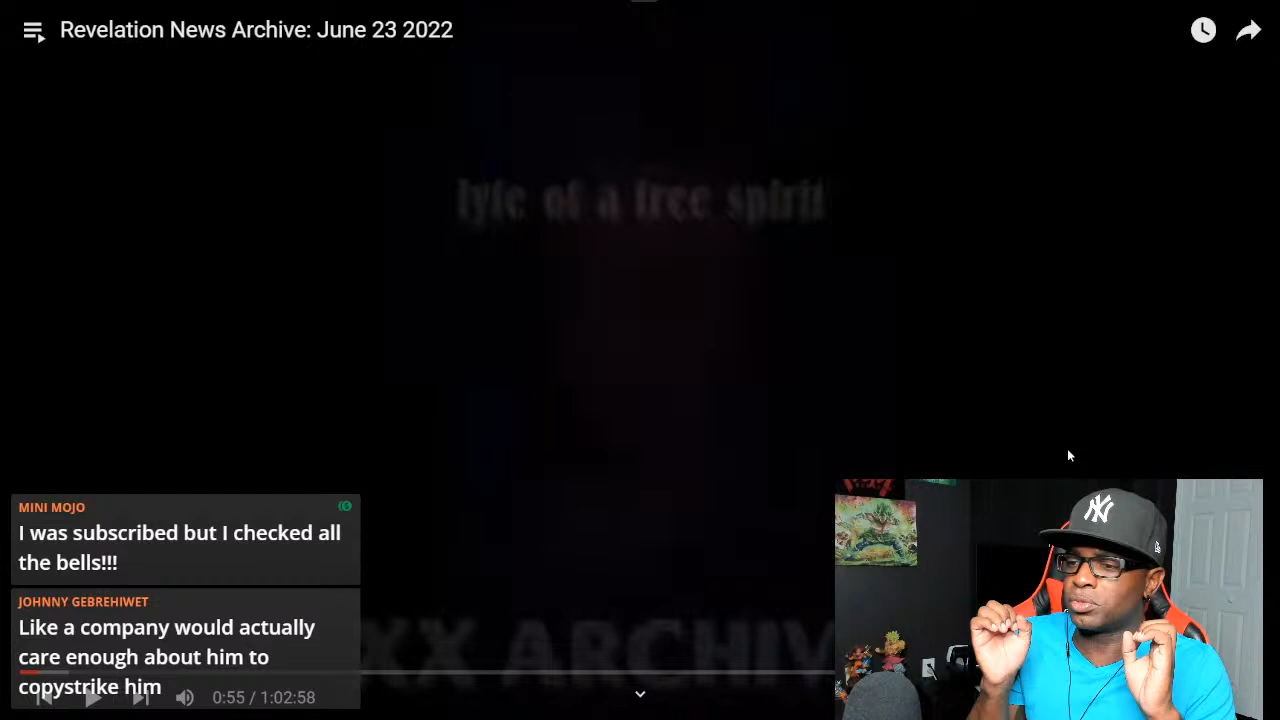 Revelation News Archive: June 23 2022
lyfe of a free spirit
XX ARCHIV
MINI MOJO
I was subscribed but I checked all
the bells!!!
JOHNNY GEBREHIWET
Like a company would actually
care enough about him to
copystrike him
0:55 / 1:02:58
NY